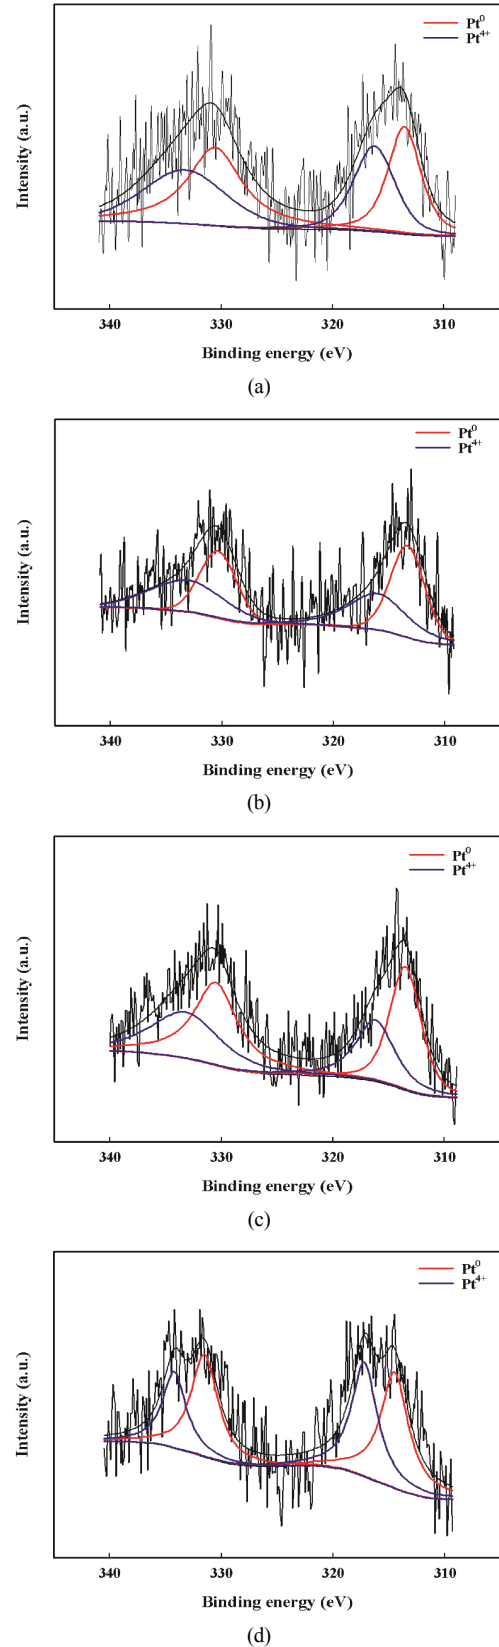 Pt⁰
Pt⁴⁺
Intensity (a.u.)
340 330 320 310
Binding energy (eV)
(a)
Pt⁰
Pt⁴⁺
Intensity (a.u.)
340 330 320 310
Binding energy (eV)
(b)
Pt⁰
Pt⁴⁺
Intensity (a.u.)
340 330 320 310
Binding energy (eV)
(c)
Pt⁰
Pt⁴⁺
Intensity (a.u.)
340 330 320 310
Binding energy (eV)
(d)